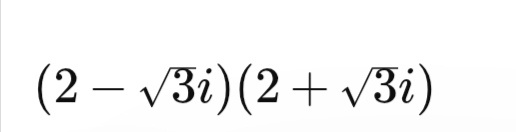 (2 − √3i)(2 + √3i)